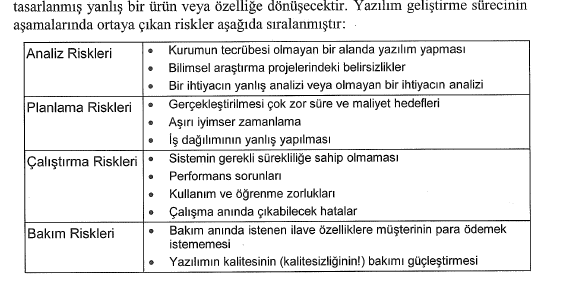 tasarlanmış yanlış bir ürün veya özelliğe dönüşecektir. Yazılım geliştirme sürecinin
aşamalarında ortaya çıkan riskler aşağıda sıralanmıştır:
Analiz Riskleri
• Kurumun tecrübesi olmayan bir alanda yazılım yapması
• Bilimsel araştırma projelerindeki belirsizlikler
• Bir ihtiyacın yanlış analizi veya olmayan bir ihtiyacın analizi
Planlama Riskleri
• Gerçekleştirilmesi çok zor süre ve maliyet hedefleri
• Aşırı iyimser zamanlama
• İş dağılımının yanlış yapılması
Çalıştırma Riskleri
• Sistemin gerekli sürekliliğe sahip olmaması
• Performans sorunları
• Kullanım ve öğrenme zorlukları
• Çalışma anında çıkabilecek hatalar
Bakım Riskleri
• Bakım anında istenen ilave özelliklere müşterinin para ödemek
istememesi
• Yazılımın kalitesinin (kalitesizliğinin!) bakımı güçleştirmesi